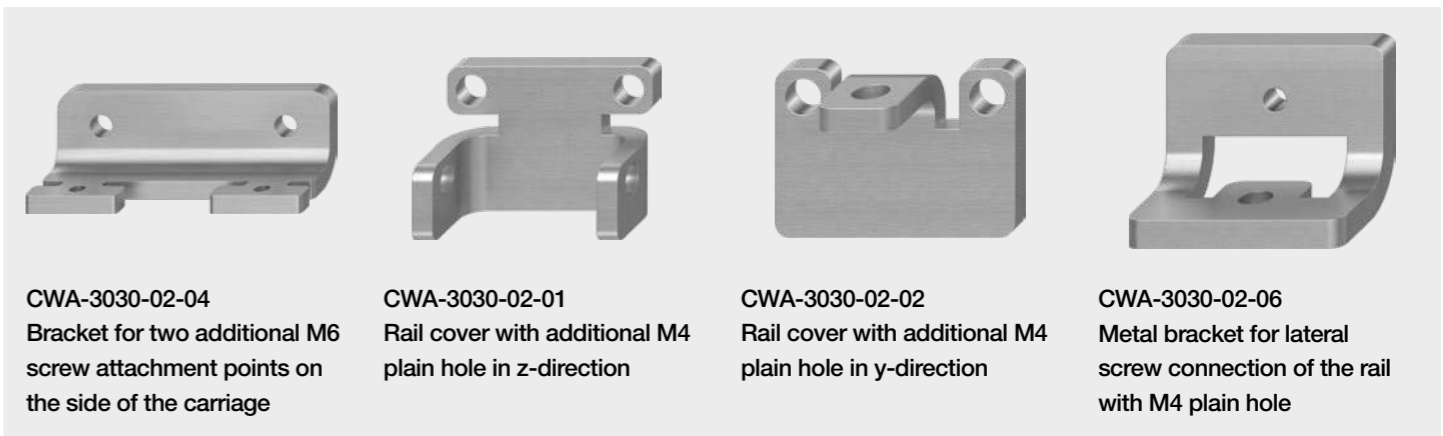 CWA-3030-02-04
Bracket for two additional M6
screw attachment points on
the side of the carriage
CWA-3030-02-01
Rail cover with additional M4
plain hole in z-direction
CWA-3030-02-02
Rail cover with additional M4
plain hole in y-direction
CWA-3030-02-06
Metal bracket for lateral
screw connection of the rail
with M4 plain hole